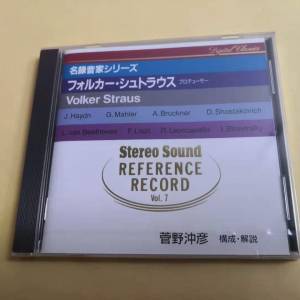 Digital Classics
名録音家シリーズ
フォルカー・シュトラウス プロデューサー
Volker Straus
J. Haydn G. Mahler A. Bruckner D. Shostakovich
L. van Beethoven F. Liszt R. Leoncavallo I. Stravinsky
Stereo Sound
REFERENCE
RECORD
Vol. 7
菅野沖彦 構成・解説